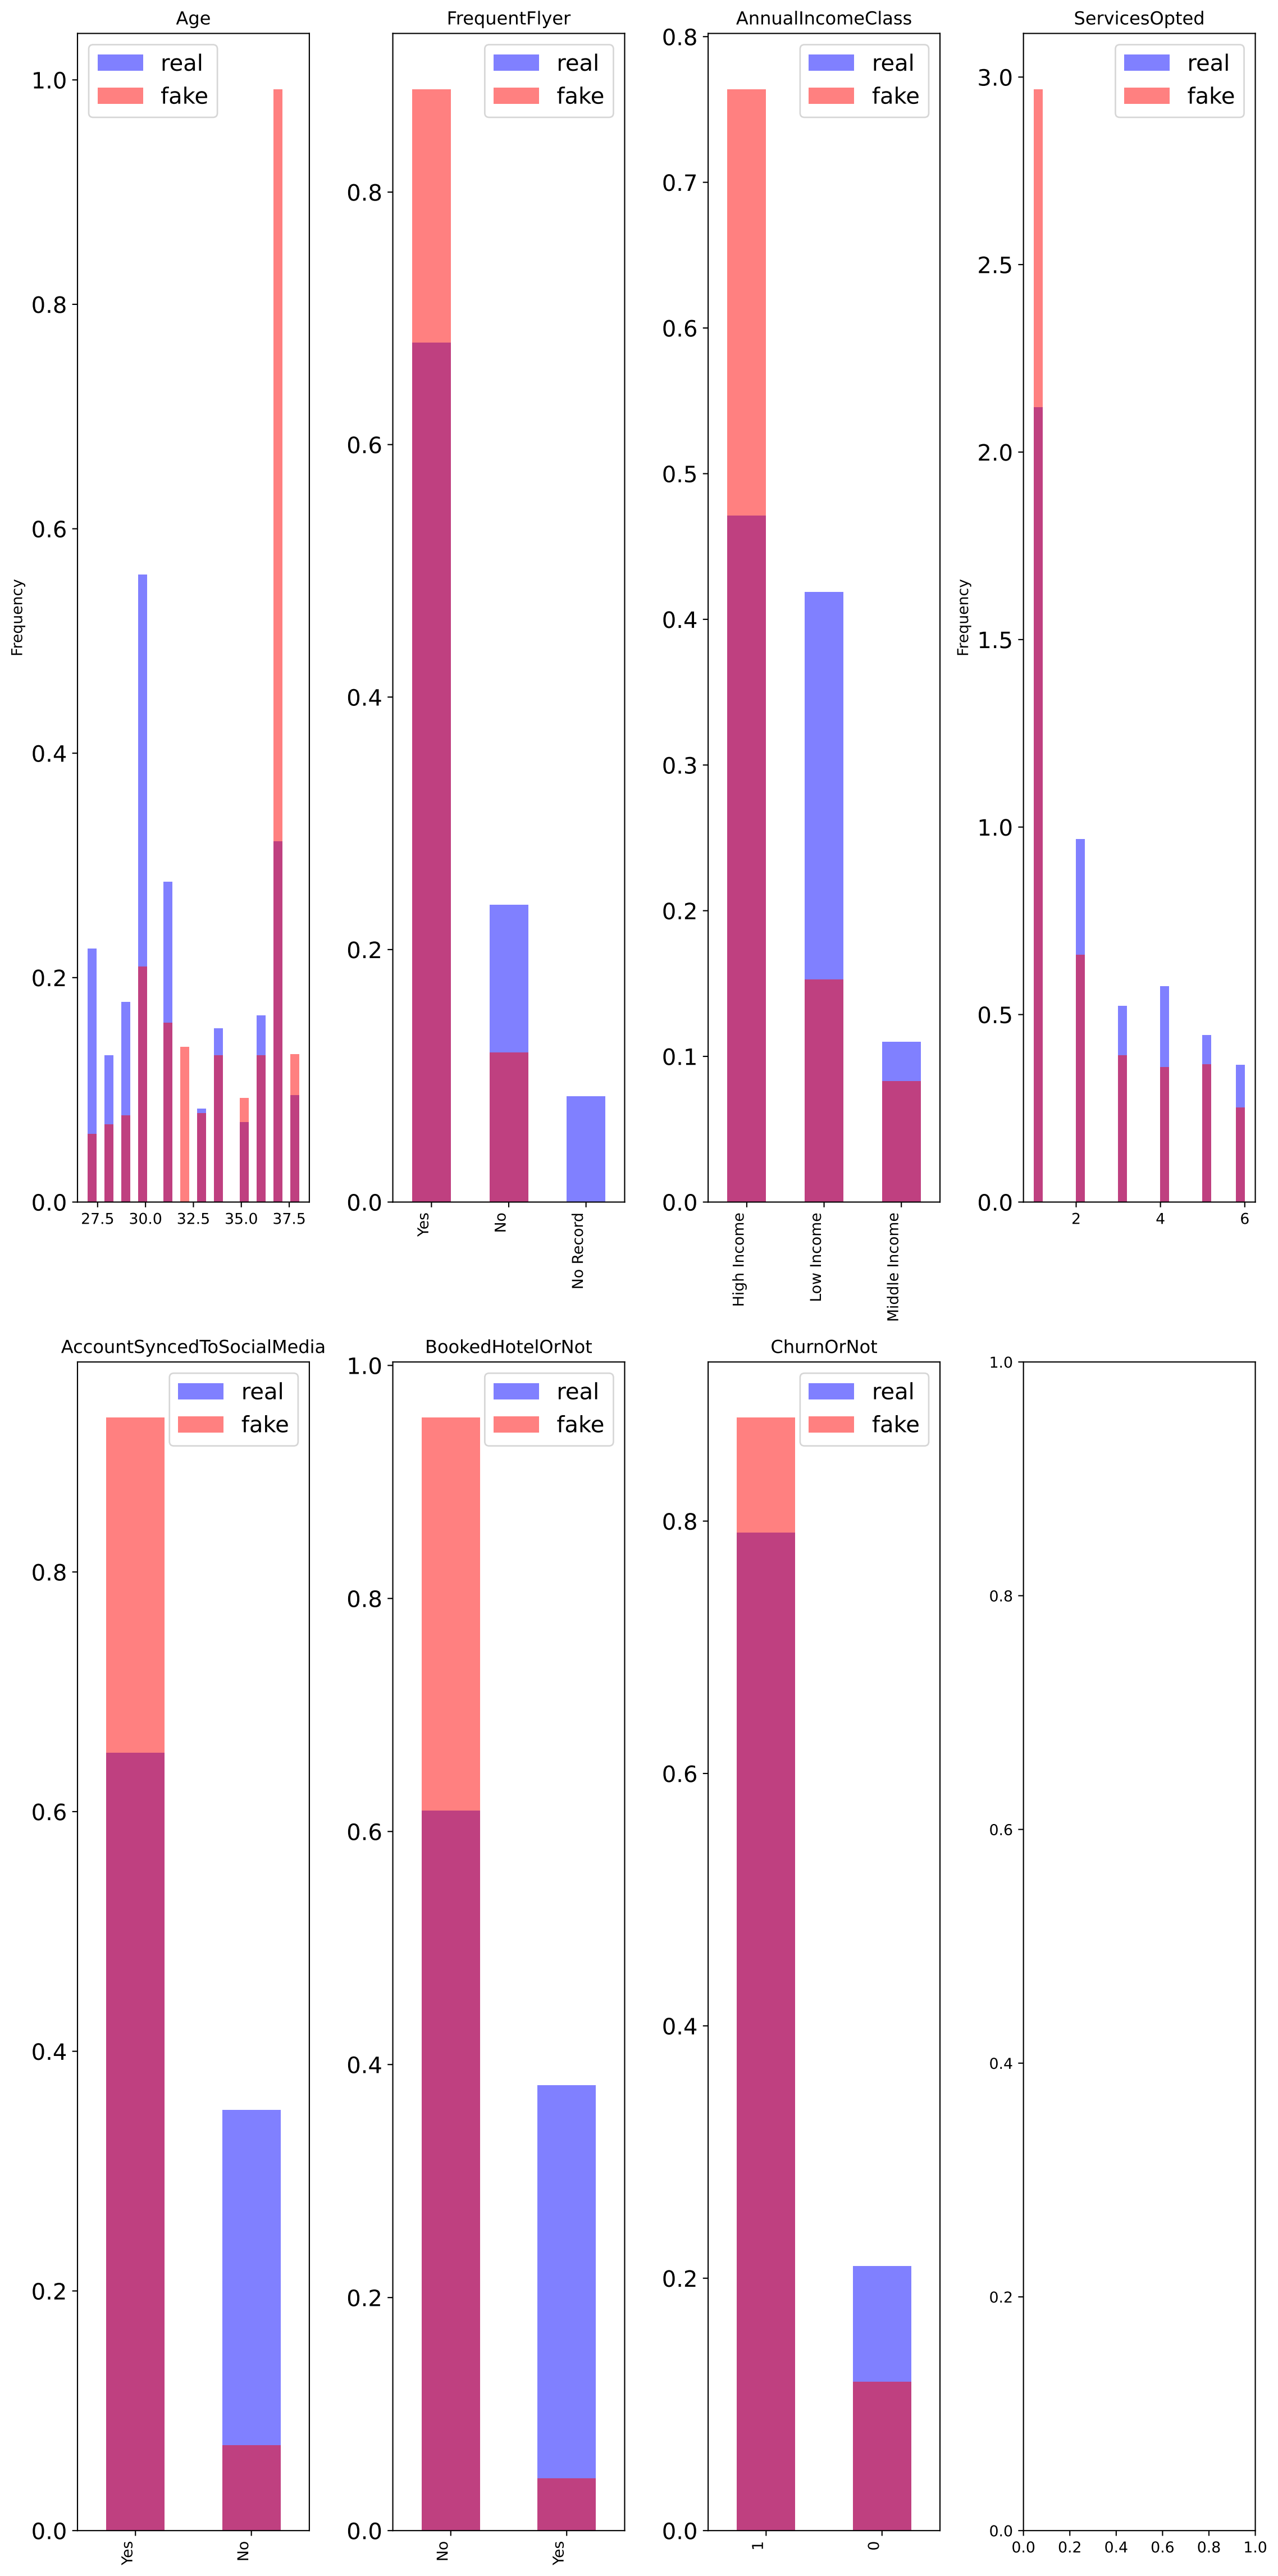 Age
real
fake
1.0
0.8
0.6
0.4
0.2
0.0
Frequency
27.5 30.0 32.5 35.0 37.5
FrequentFlyer
real
fake
0.8
0.6
0.4
0.2
0.0
Yes
No
No Record
AnnualIncomeClass
real
fake
0.8
0.7
0.6
0.5
0.4
0.3
0.2
0.1
0.0
High Income
Low Income
Middle Income
ServicesOpted
real
fake
3.0
2.5
2.0
1.5
1.0
0.5
0.0
Frequency
2 4 6
AccountSyncedToSocialMedia
real
fake
0.8
0.6
0.4
0.2
0.0
Yes
No
BookedHotelOrNot
real
fake
1.0
0.8
0.6
0.4
0.2
0.0
No
Yes
ChurnOrNot
real
fake
0.8
0.6
0.4
0.2
0.0
1
0
1.0
0.8
0.6
0.4
0.2
0.0
0.0 0.2 0.4 0.6 0.8 1.0